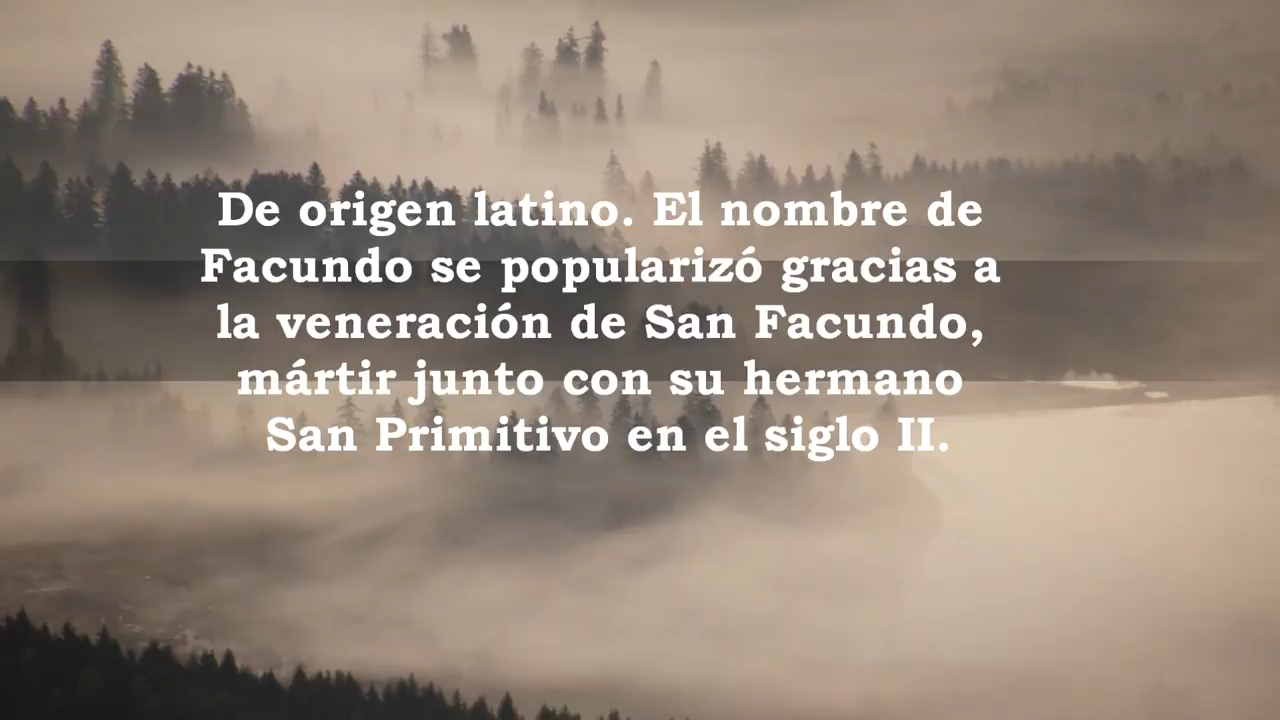 De origen latino. El nombre de
Facundo se popularizó gracias a
la veneración de San Facundo,
mártir junto con su hermano
San Primitivo en el siglo II.